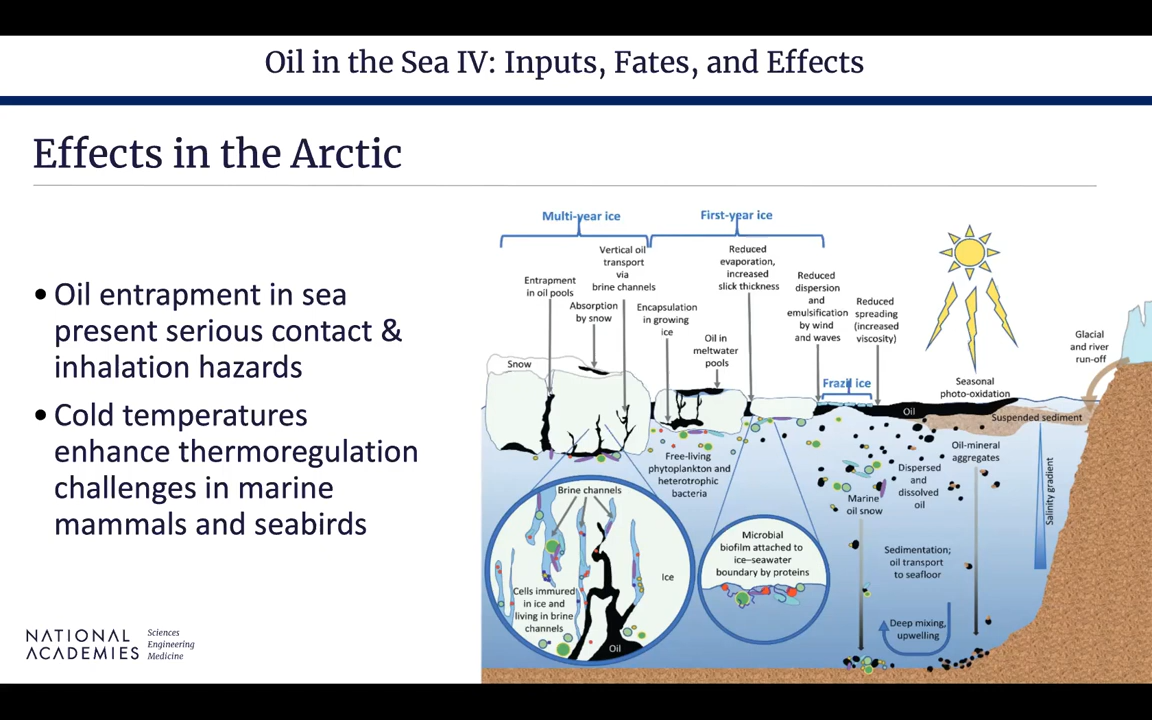 Oil in the Sea IV: Inputs, Fates, and Effects
Effects in the Arctic
• Oil entrapment in sea
present serious contact &
inhalation hazards
• Cold temperatures
enhance thermoregulation
challenges in marine
mammals and seabirds
NATIONAL
ACADEMIES
Sciences
Engineering
Medicine
Multi-year ice
First-year ice
Entrapment
in oil pools
Absorption
by snow
Vertical oil
transport
via
brine channels
Encapsulation
in growing
ice
Oil in
meltwater
pools
Reduced
evaporation,
increased
slick thickness
Reduced
dispersion
and
emulsification
by wind
and waves
Reduced
spreading
(increased
viscosity)
Frazil ice
Seasonal
photo-oxidation
Glacial
and river
run-off
Snow
Oil
Suspended sediment
Free-living
phytoplankton and
heterotrophic
bacteria
Marine
oil snow
Dispersed
and
dissolved
oil
Oil-mineral
aggregates
Salinity gradient
Brine channels
Ice
Cells immured
in ice and
living in brine
channels
Oil
Microbial
biofilm attached to
ice–seawater
boundary by proteins
Sedimentation;
oil transport
to seafloor
Deep mixing,
upwelling